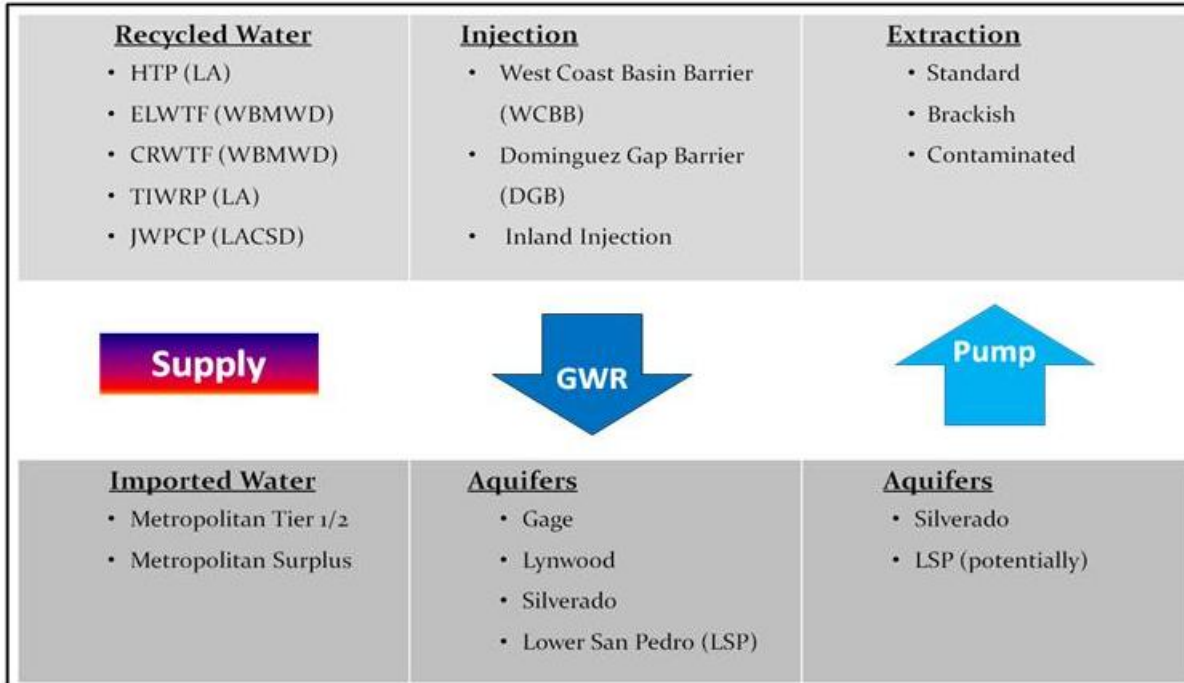 Recycled Water
• HTP (LA)
• ELWTF (WBMWD)
• CRWTF (WBMWD)
• TIWRP (LA)
• JWPCP (LACSD)
Injection
• West Coast Basin Barrier
(WCBB)
• Dominguez Gap Barrier
(DGB)
• Inland Injection
Extraction
• Standard
• Brackish
• Contaminated
Supply
GWR
Pump
Imported Water
• Metropolitan Tier 1/2
• Metropolitan Surplus
Aquifers
• Gage
• Lynwood
• Silverado
• Lower San Pedro (LSP)
Aquifers
• Silverado
• LSP (potentially)